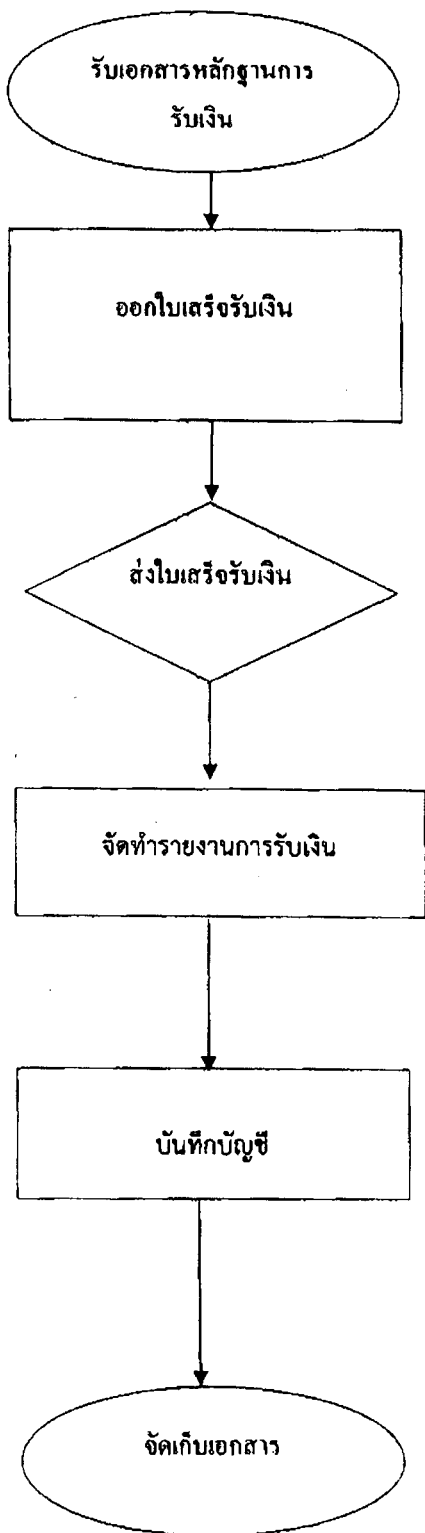 รับเอกสารหลักฐานการ
รับเงิน
ออกใบเสร็จรับเงิน
ส่งใบเสร็จรับเงิน
จัดทำรายงานการรับเงิน
บันทึกบัญชี
จัดเก็บเอกสาร